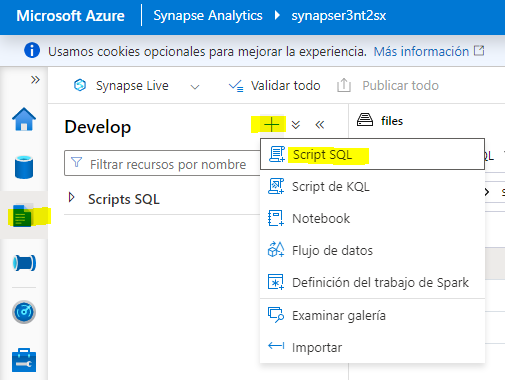 Microsoft Azure Synapse Analytics synapser3nt2sx
Usamos cookies opcionales para mejorar la experiencia. Más información
Synapse Live Validar todo Publicar todo
Develop
files
Filtrar recursos por nombre
Scripts SQL
Script SQL
Script de KQL
Notebook
Flujo de datos
Definición del trabajo de Spark
Examinar galería
Importar